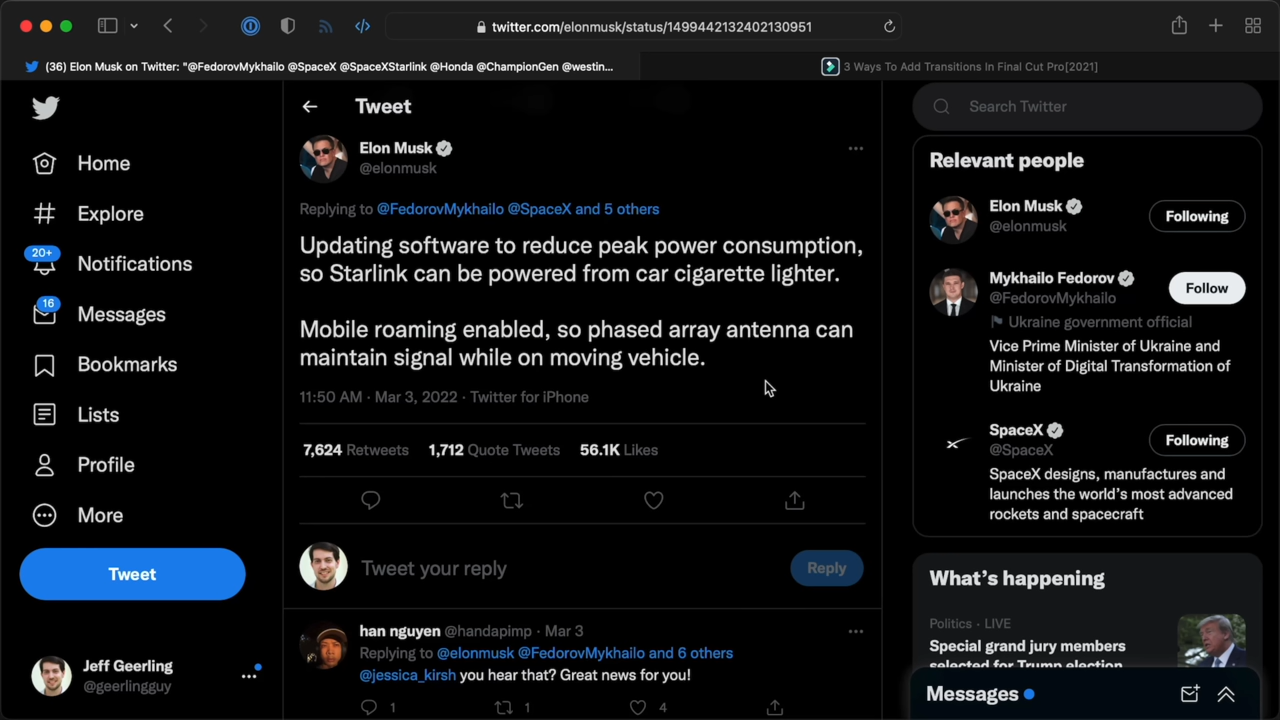 twitter.com/elonmusk/status/1499442132402130951
(36) Elon Musk on Twitter: "@FedorovMykhailo @SpaceX @SpaceXStarlink @Honda @ChampionGen @westin...
3 Ways To Add Transitions In Final Cut Pro[2021]
Home
Explore
20+
Notifications
16
Messages
Bookmarks
Lists
Profile
More
Tweet
Jeff Geerling
@geerlingguy
Tweet
Elon Musk
@elonmusk
Replying to @FedorovMykhailo @SpaceX and 5 others
Updating software to reduce peak power consumption,
so Starlink can be powered from car cigarette lighter.
Mobile roaming enabled, so phased array antenna can
maintain signal while on moving vehicle.
11:50 AM · Mar 3, 2022 · Twitter for iPhone
7,624 Retweets 1,712 Quote Tweets 56.1K Likes
Tweet your reply
Reply
han nguyen @handapimp · Mar 3
Replying to @elonmusk @FedorovMykhailo and 6 others
@jessica_kirsh you hear that? Great news for you!
1 1 4
Search Twitter
Relevant people
Elon Musk
@elonmusk
Following
Mykhailo Fedorov
@FedorovMykhailo
Follow
Ukraine government official
Vice Prime Minister of Ukraine and
Minister of Digital Transformation of
Ukraine
SpaceX
@SpaceX
Following
SpaceX designs, manufactures and
launches the world's most advanced
rockets and spacecraft
What's happening
Politics · LIVE
Special grand jury members
selected for Trump election
Messages